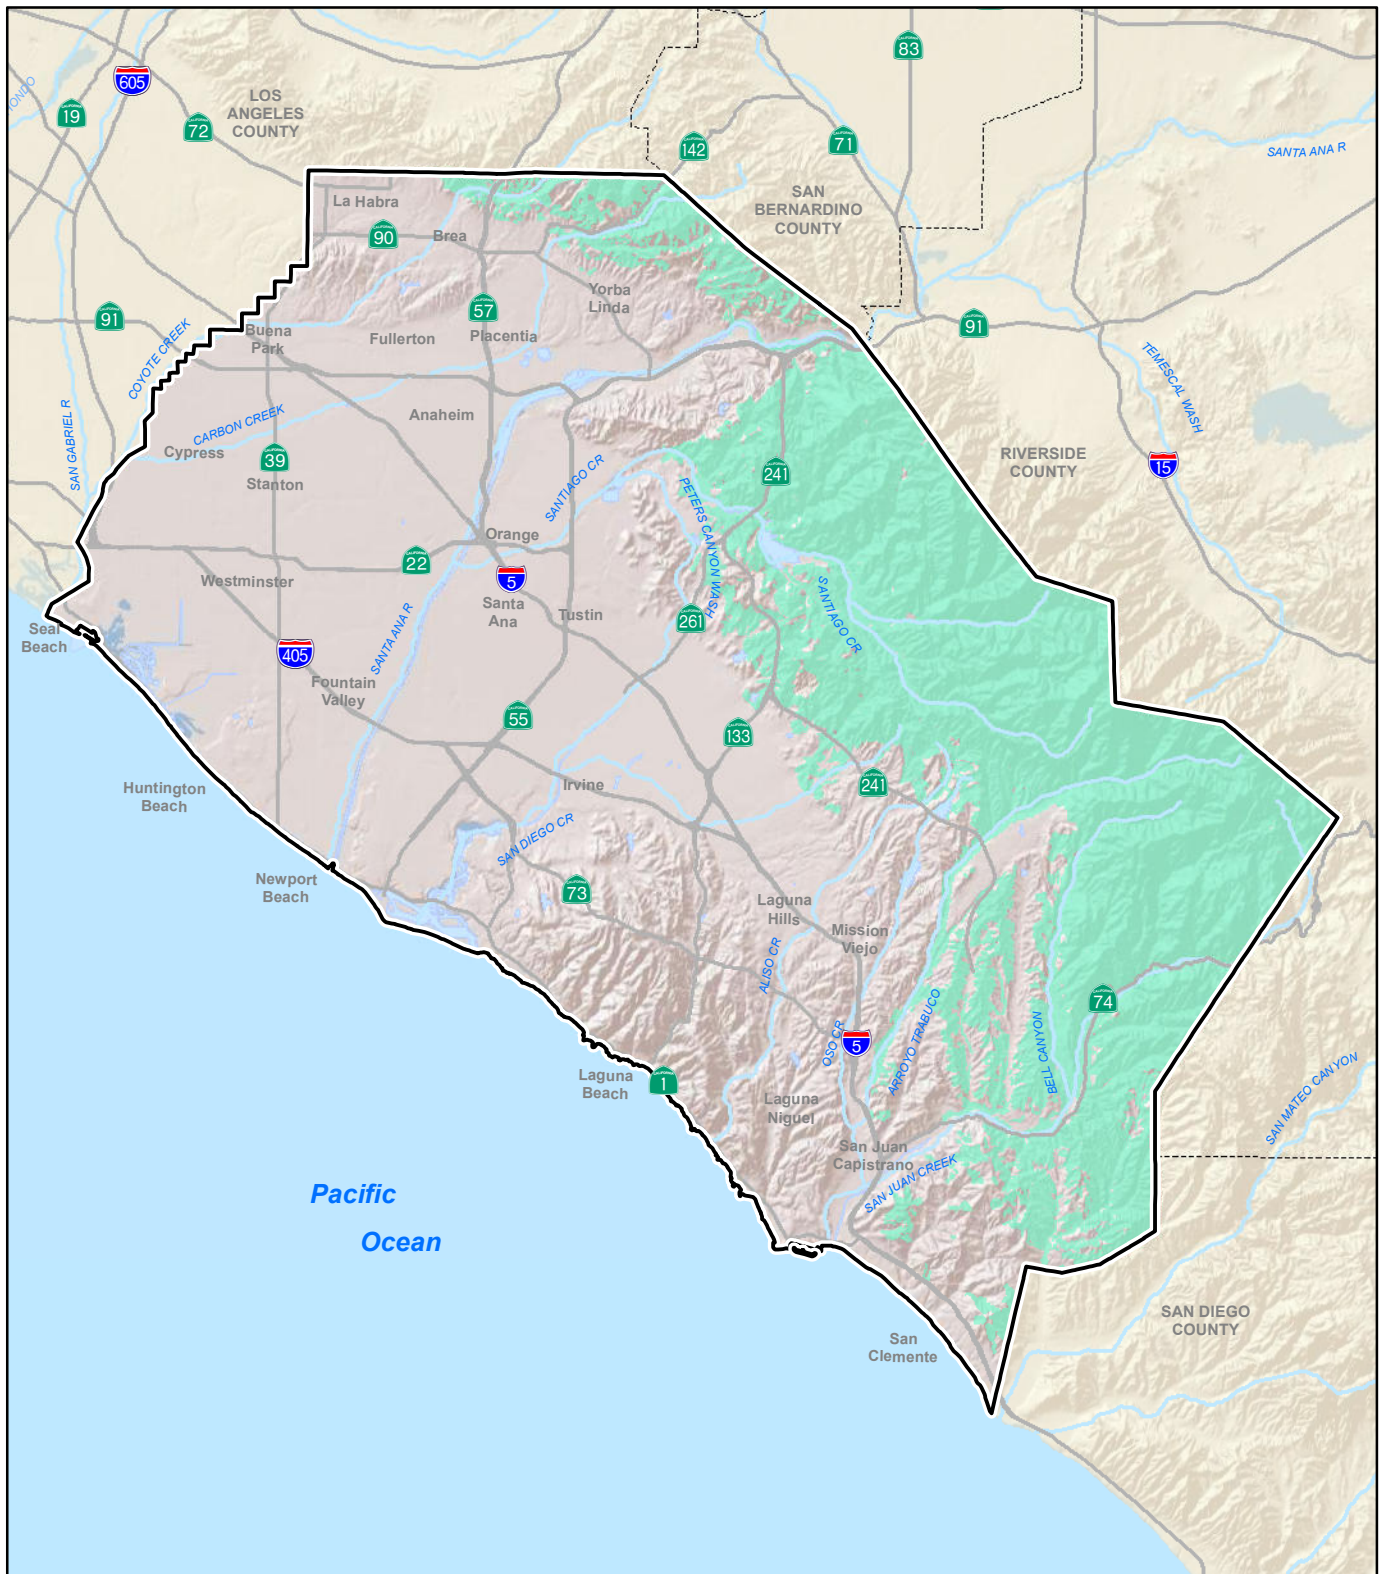 CALIFORNIA
83
605
LOS
ANGELES
COUNTY
19
72
142
71
SANTA ANA R
SAN
BERNARDINO
COUNTY
La Habra
90
Brea
Yorba
Linda
57
91
Buena
Park
Fullerton
Placentia
91
COYOTE CREEK
TEMESCAL WASH
SAN GABRIEL R
CARBON CREEK
Anaheim
Cypress
39
Stanton
SANTIAGO CR
241
RIVERSIDE
COUNTY
15
PETERS CANYON WASH
Orange
22
5
Westminster
Santa
Ana
Tustin
261
S SANTIAGO CR
Seal
Beach
405
SANTA ANA R
Fountain
Valley
55
133
Huntington
Beach
Irvine
241
SAN DIEGO CR
Newport
Beach
73
Laguna
Hills
Mission
Viejo
ALISO CR
74
OSO CR
5
ARROYO TRABUCO
BELL CANYON
Laguna
Beach
1
Laguna
Niguel
SAN MATEO CANYON
San Juan
Capistrano
SAN JUAN CREEK
Pacific
Ocean
SAN DIEGO
COUNTY
San
Clemente